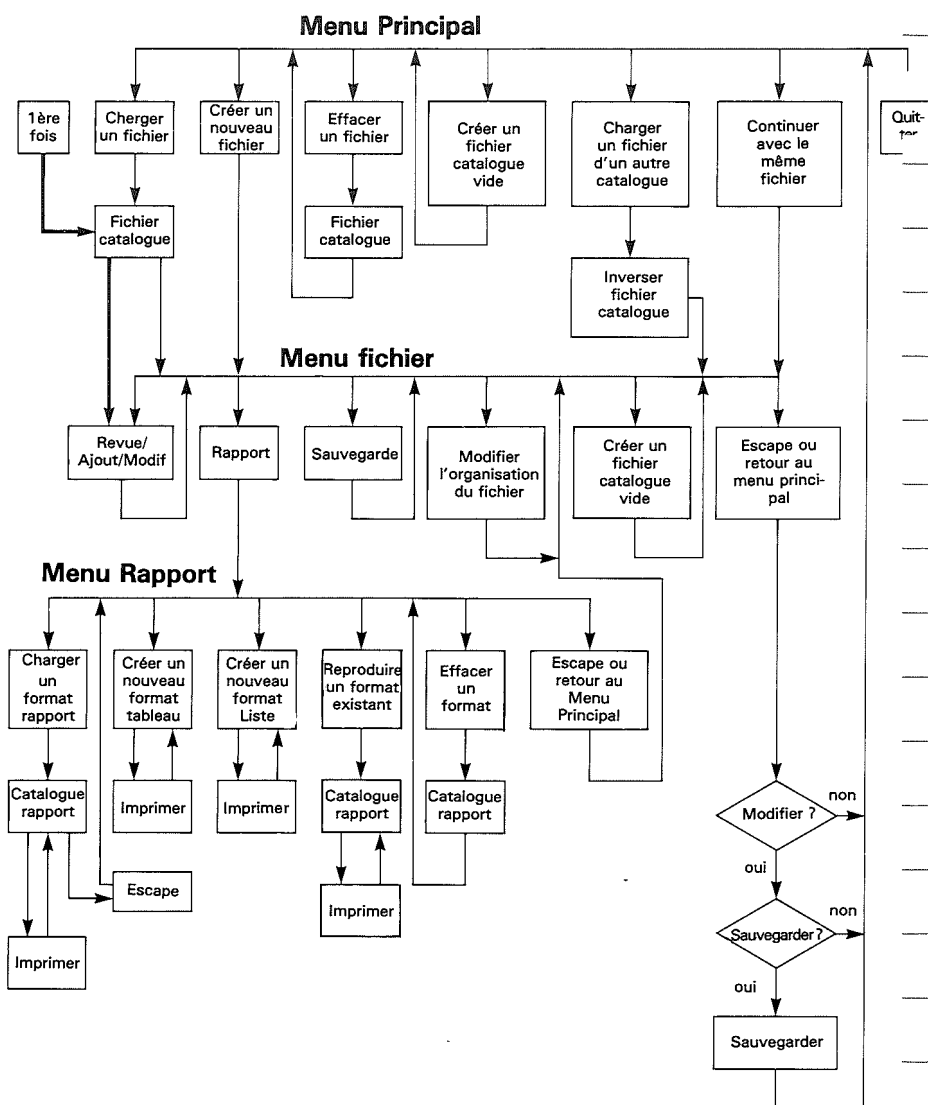 Menu Principal
1ère
fois
Cherger
un fichier
Créer un
nouveau
fichier
Effacer
un fichier
Créer un
fichier
catalogue
vide
Charger
un fichier
d'un autre
catalogue
Continuer
avec le
même
fichier
Quit-
Fichier
catalogue
Fichier
catalogue
Inverser
fichier
catalogue
Menu fichier
Revue/
Ajout/Modif
Rapport
Sauvegarde
Modifier
l'organisation
du fichier
Créer un
fichier
catalogue
vide
Escape ou
retour au
menu princi-
pal
Menu Rapport
Charger
un
format
rapport
Créer un
nouveau
format
tableau
Créer un
nouveau
format
Liste
Reproduire
un format
existant
Effacer
un
format
Escape ou
retour au
Menu
Principal
Catalogue
rapport
Imprimer
Imprimer
Catalogue
rapport
Catalogue
rapport
Modifier ?
non
oui
Escape
Imprimer
Imprimer
Sauvegarder ?
non
oui
Sauvegarder